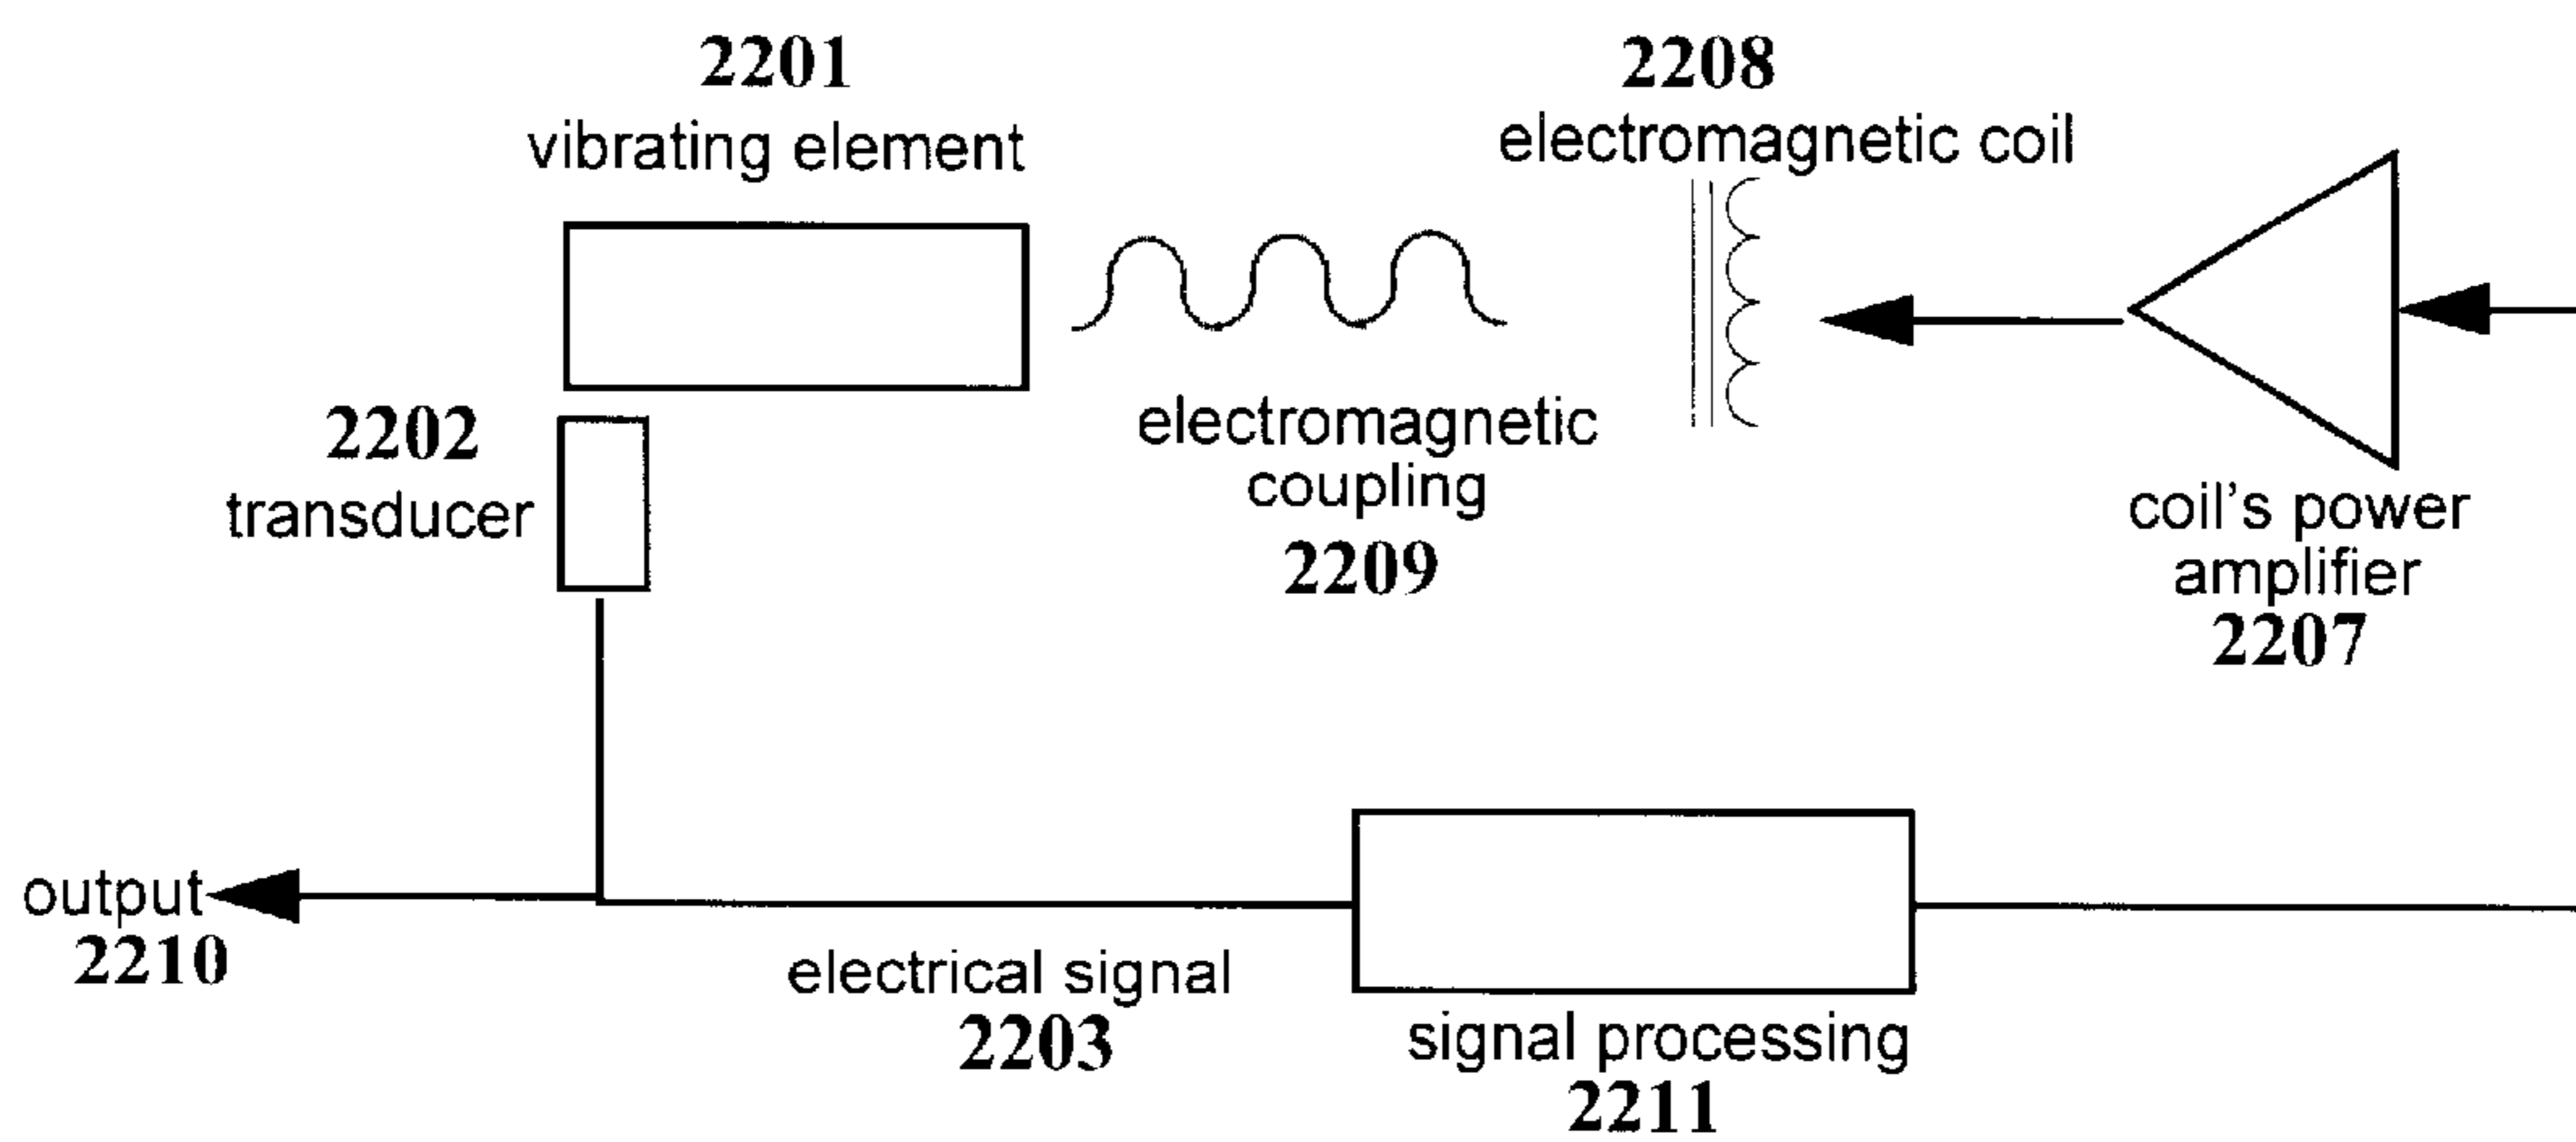 2201
vibrating element
2208
electromagnetic coil
2202
transducer
electromagnetic
coupling
2209
coil's power
amplifier
2207
output
2210
electrical signal
2203
signal processing
2211